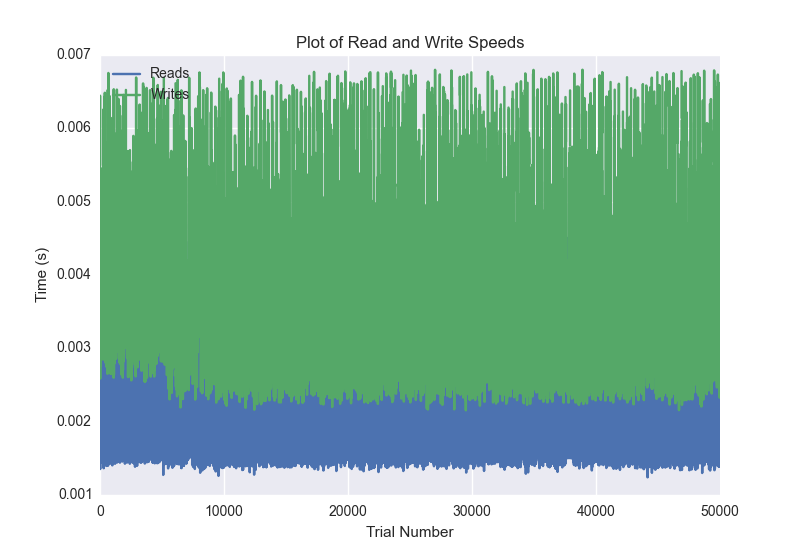 Plot of Read and Write Speeds
0.007
Reads
Writes
0.006
0.005
0.004
Time (s)
0.003
0.002
0.001
0 10000 20000 30000 40000 50000
Trial Number